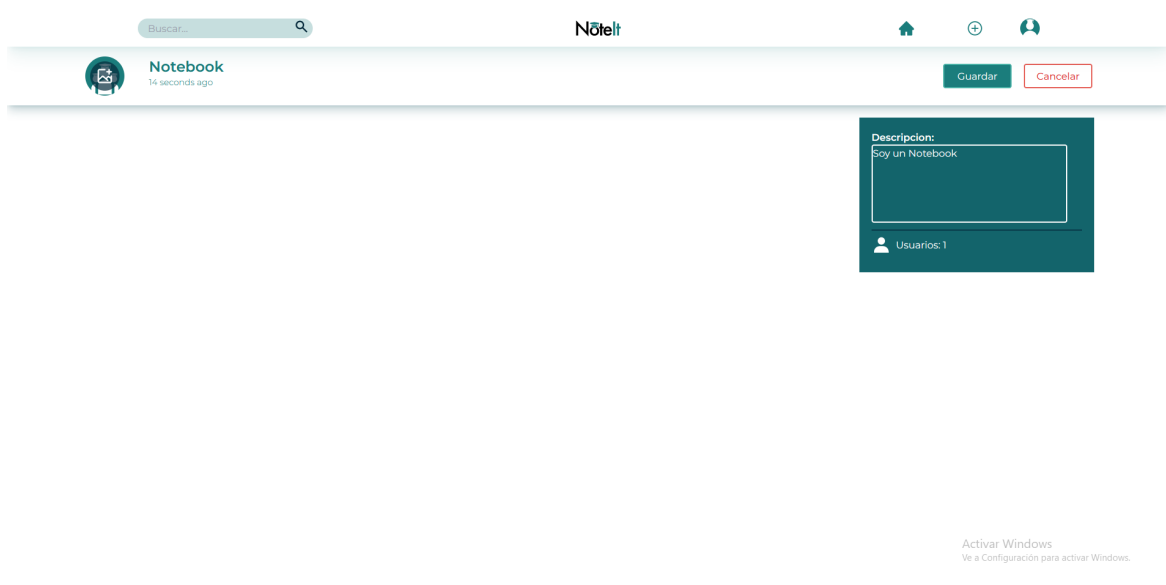 Buscar...
NōteIt
Notebook
14 seconds ago
Guardar
Cancelar
Descripcion:
Soy un Notebook
Usuarios: 1
Activar Windows
Ve a Configuración para activar Windows.